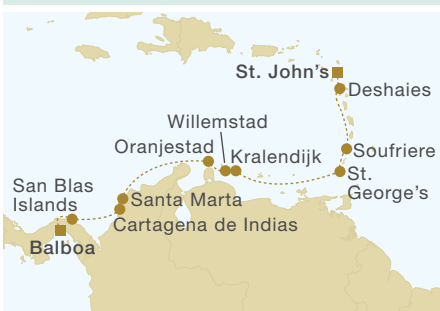 St. John's
Deshaies
Willemstad
Oranjestad
Kralendijk
Soufriere
St.
George's
San Blas
Islands
Santa Marta
Cartagena de Indias
Balboa